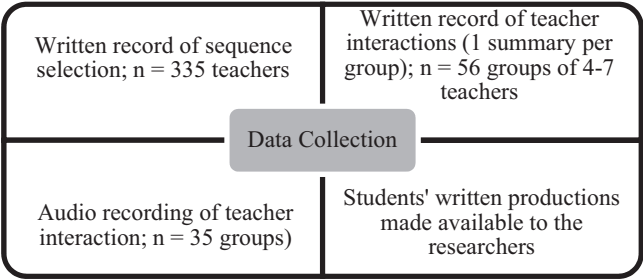 Written record of sequence
selection; n = 335 teachers
Written record of teacher
interactions (1 summary per
group); n = 56 groups of 4-7
teachers
Data Collection
Audio recording of teacher
interaction; n = 35 groups)
Students' written productions
made available to the
researchers